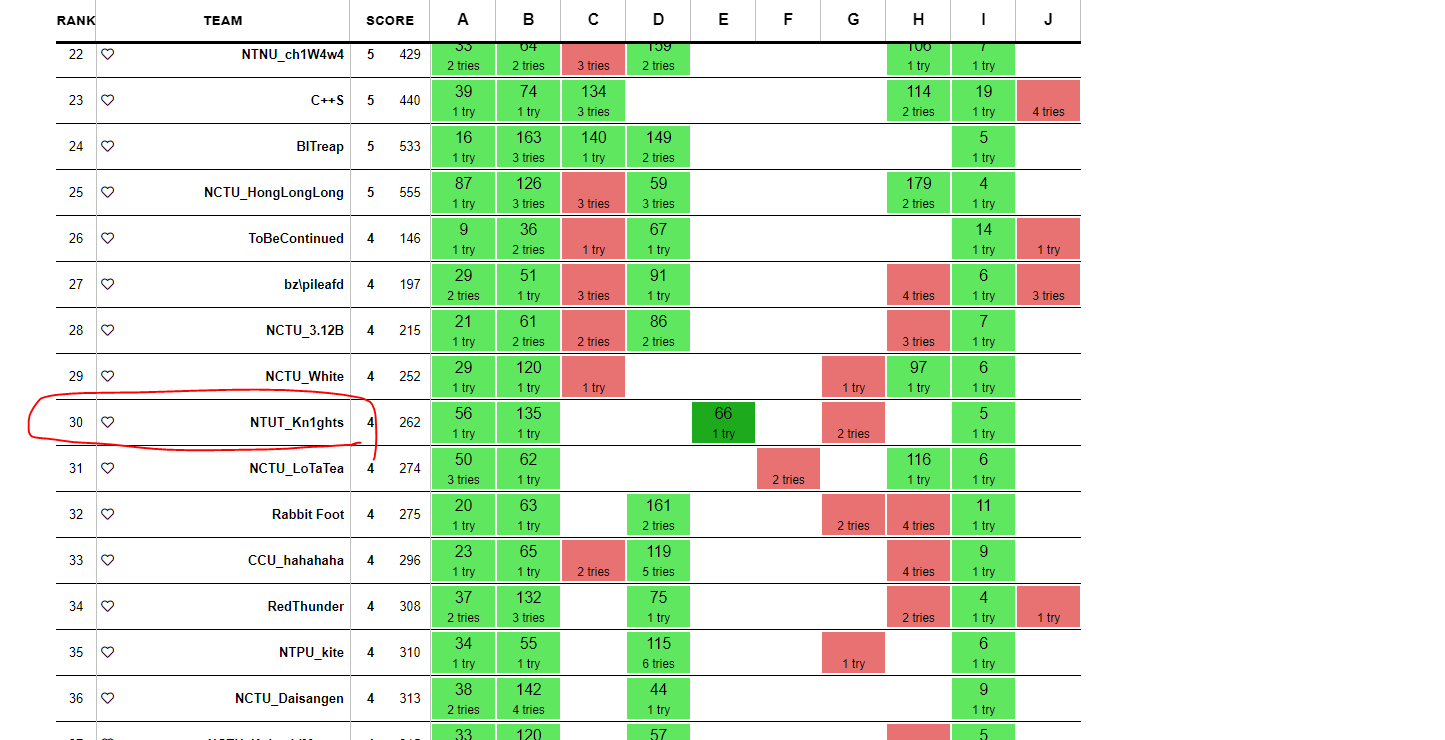 RANK TEAM SCORE A B C D E F G H I J
22 NTNU_ch1W4w4 5 429 33 64 159 106 7
2 tries 2 tries 3 tries 2 tries 1 try 1 try
23 C++S 5 440 39 74 134 114 19
1 try 1 try 3 tries 2 tries 1 try 4 tries
24 BITreap 5 533 16 163 140 149 5
1 try 3 tries 1 try 2 tries 1 try
25 NCTU_HongLongLong 5 555 87 126 59 179 4
1 try 3 tries 3 tries 3 tries 2 tries 1 try
26 ToBeContinued 4 146 9 36 67 14
1 try 2 tries 1 try 1 try 1 try 1 try
27 bz\pileafd 4 197 29 51 91 6
2 tries 1 try 3 tries 1 try 4 tries 1 try 3 tries
28 NCTU_3.12B 4 215 21 61 86 7
1 try 2 tries 2 tries 2 tries 3 tries 1 try
29 NCTU_White 4 252 29 120 97 6
1 try 1 try 1 try 1 try 1 try 1 try
30 NTUT_Kn1ghts 4 262 56 135 66 5
1 try 1 try 1 try 2 tries 1 try
31 NCTU_LoTaTea 4 274 50 62 116 6
3 tries 1 try 2 tries 1 try 1 try
32 Rabbit Foot 4 275 20 63 161 11
1 try 1 try 2 tries 2 tries 4 tries 1 try
33 CCU_hahahaha 4 296 23 65 119 9
1 try 1 try 2 tries 5 tries 4 tries 1 try
34 RedThunder 4 308 37 132 75 4
2 tries 3 tries 1 try 2 tries 1 try 1 try
35 NTPU_kite 4 310 34 55 115 6
1 try 1 try 6 tries 1 try 1 try
36 NCTU_Daisangen 4 313 38 142 44 9
2 tries 4 tries 1 try 1 try
33 120 57 5